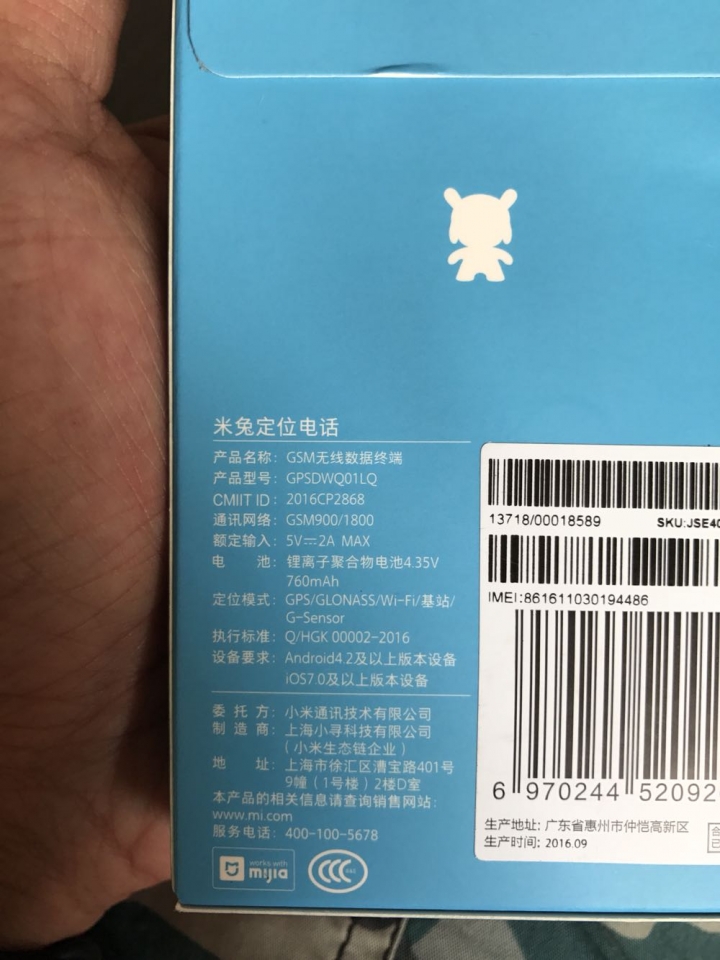 米兔定位电话
产品名称：GSM无线数据终端
产品型号：GPSDWQ01LQ
CMIIT ID：2016CP2868
通讯网络：GSM900/1800
额定输入：5V⎓2A MAX
电 池：锂离子聚合物电池4.35V
760mAh
定位模式：GPS/GLONASS/Wi-Fi/基站/
G-Sensor
执行标准：Q/HGK 00002-2016
设备要求：Android4.2及以上版本设备
iOS7.0及以上版本设备
委 托 方：小米通讯技术有限公司
制 造 商：上海小寻科技有限公司
（小米生态链企业）
地 址：上海市徐汇区漕宝路401号
9幢（1号楼）2楼D室
本产品的相关信息请查询销售网站：
www.mi.com
服务电话：400-100-5678
works with
mijia
13718/00018589 SKU:JSE40
IMEI:861611030194486
6 970244 52092
生产地址: 广东省惠州市仲恺高新区
生产时间: 2016.09